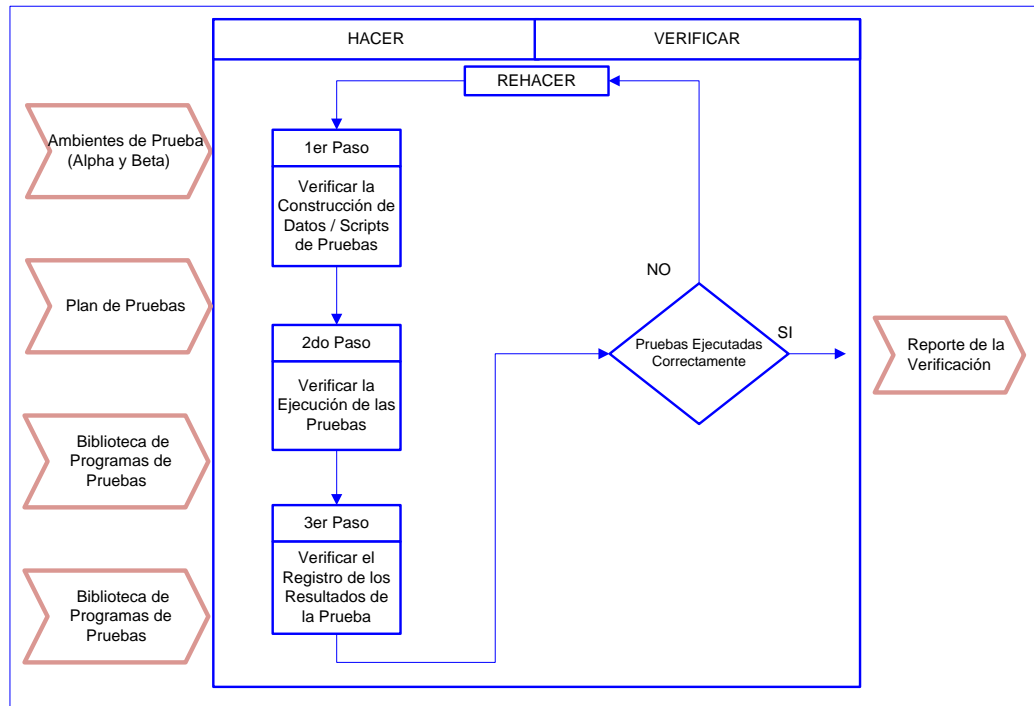 HACER
VERIFICAR
REHACER
Ambientes de Prueba
(Alpha y Beta)
Plan de Pruebas
Biblioteca de
Programas de
Pruebas
Biblioteca de
Programas de
Pruebas
1er Paso
Verificar la
Construcción de
Datos / Scripts
de Pruebas
2do Paso
Verificar la
Ejecución de las
Pruebas
3er Paso
Verificar el
Registro de los
Resultados de
la Prueba
NO
Pruebas Ejecutadas
Correctamente
SI
Reporte de la
Verificación